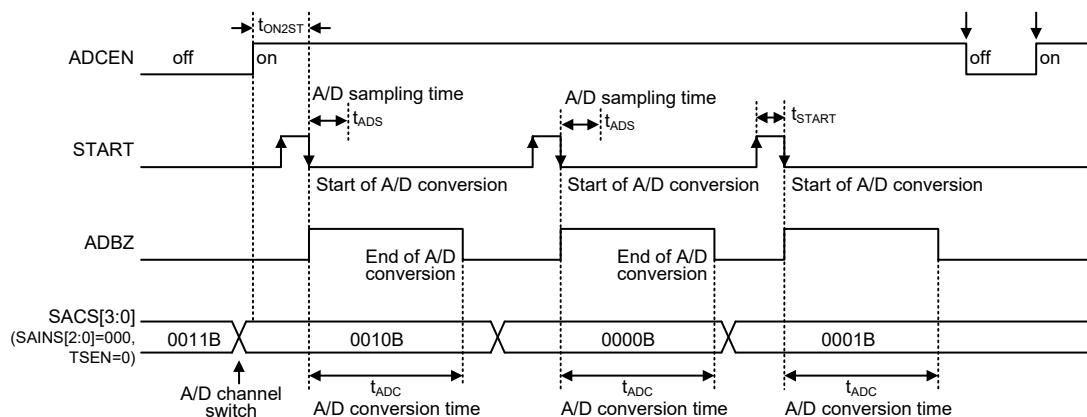 tON2ST
ADCEN
off
on
off
on
A/D sampling time
A/D sampling time
tADS
tADS
tSTART
START
Start of A/D conversion
Start of A/D conversion
Start of A/D conversion
ADBZ
End of A/D
conversion
End of A/D
conversion
SACS[3:0]
(SAINS[2:0]=000,
TSEN=0)
0011B
0010B
0000B
0001B
A/D channel
switch
tADC
A/D conversion time
tADC
A/D conversion time
tADC
A/D conversion time